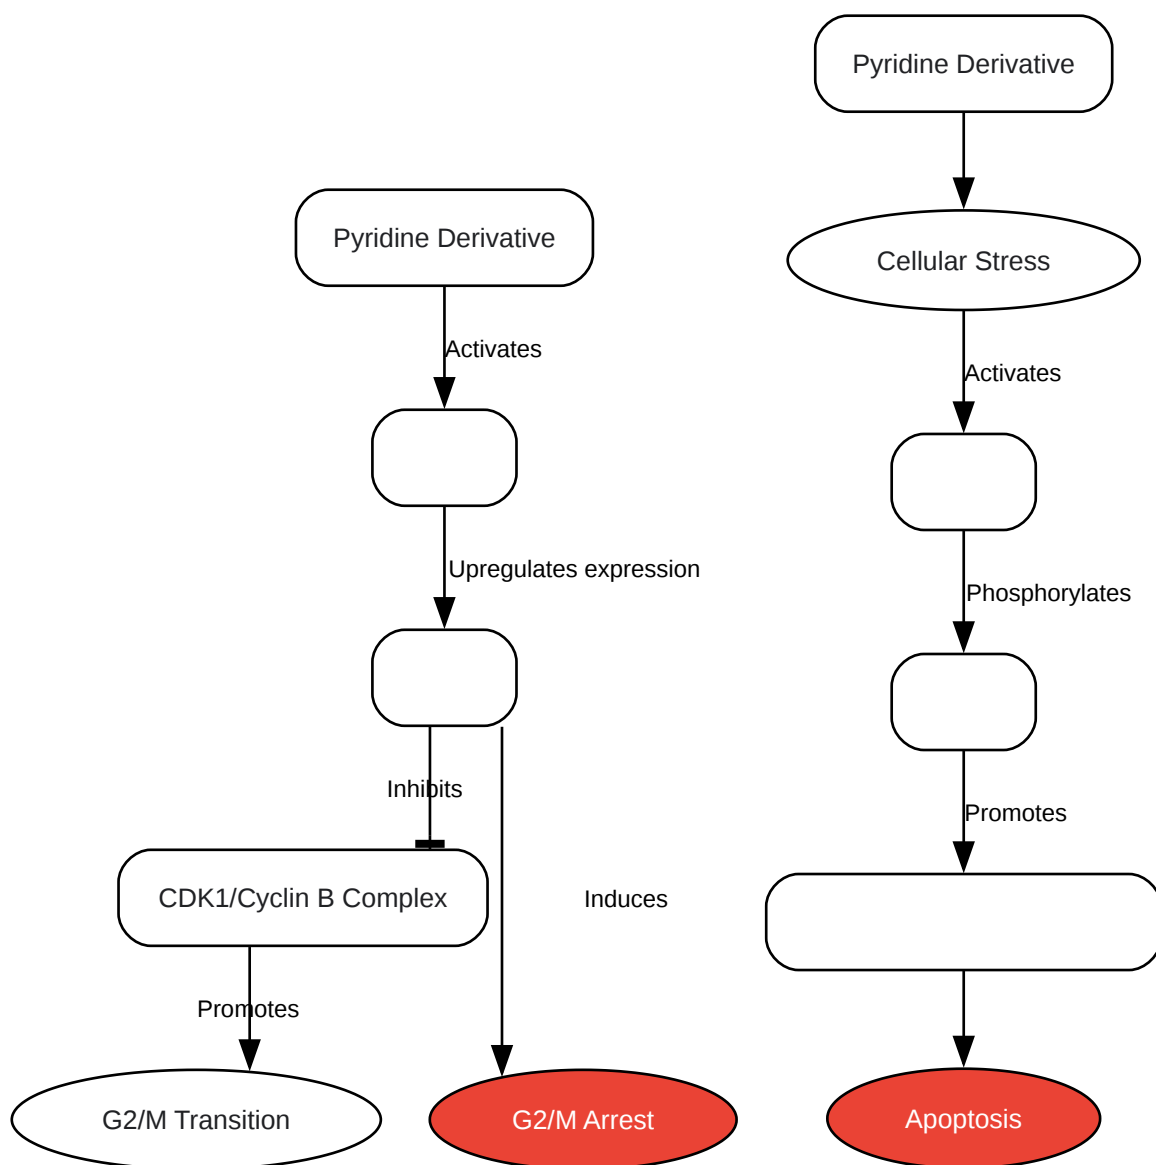 Pyridine Derivative
Activates
Upregulates expression
Inhibits
CDK1/Cyclin B Complex
Induces
Promotes
G2/M Transition
G2/M Arrest
Pyridine Derivative
Cellular Stress
Activates
Phosphorylates
Promotes
Apoptosis